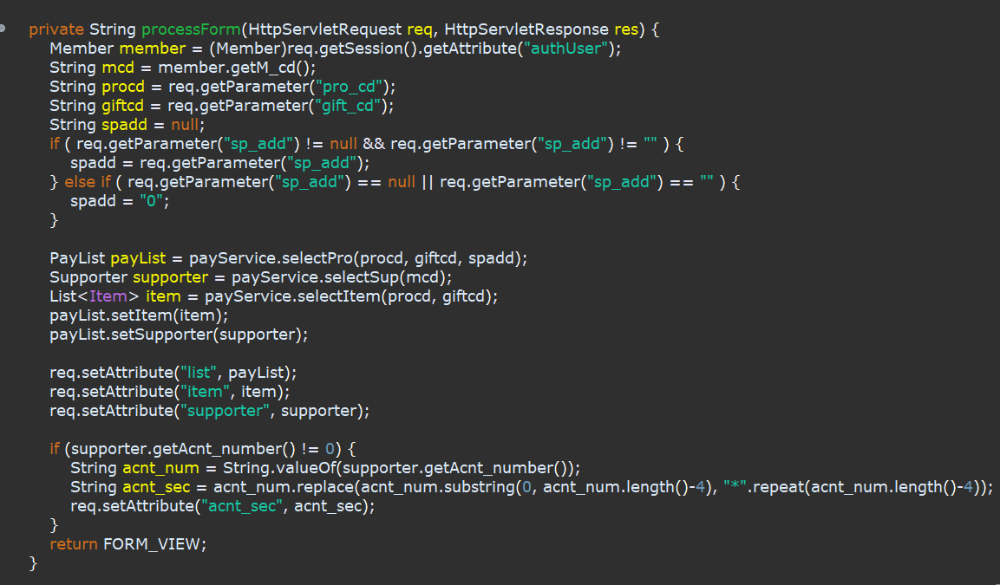 private String processForm(HttpServletRequest req, HttpServletResponse res) {
Member member = (Member)req.getSession().getAttribute("authUser");
String mcd = member.getM_cd();
String procd = req.getParameter("pro_cd");
String giftcd = req.getParameter("gift_cd");
String spadd = null;
if ( req.getParameter("sp_add") != null && req.getParameter("sp_add") != "" ) {
spadd = req.getParameter("sp_add");
} else if ( req.getParameter("sp_add") == null || req.getParameter("sp_add") == "" ) {
spadd = "0";
}
PayList payList = payService.selectPro(procd, giftcd, spadd);
Supporter supporter = payService.selectSup(mcd);
List<Item> item = payService.selectItem(procd, giftcd);
payList.setItem(item);
payList.setSupporter(supporter);
req.setAttribute("list", payList);
req.setAttribute("item", item);
req.setAttribute("supporter", supporter);
if (supporter.getAcnt_number() != 0) {
String acnt_num = String.valueOf(supporter.getAcnt_number());
String acnt_sec = acnt_num.replace(acnt_num.substring(0, acnt_num.length()-4), "*".repeat(acnt_num.length()-4));
req.setAttribute("acnt_sec", acnt_sec);
}
return FORM_VIEW;
}